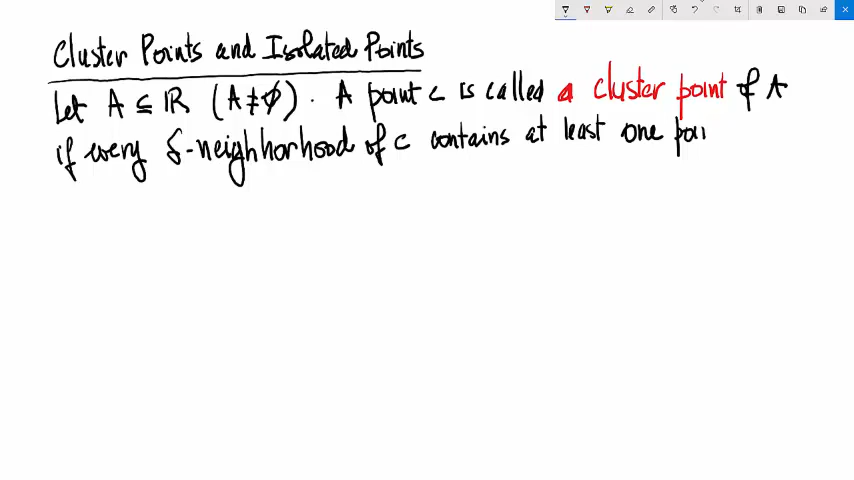 Cluster Points and Isolated Points
Let A ⊆ ℝ (A ≠ ∅). A point c is called a cluster point of A
if every δ-neighborhood of c contains at least one poi